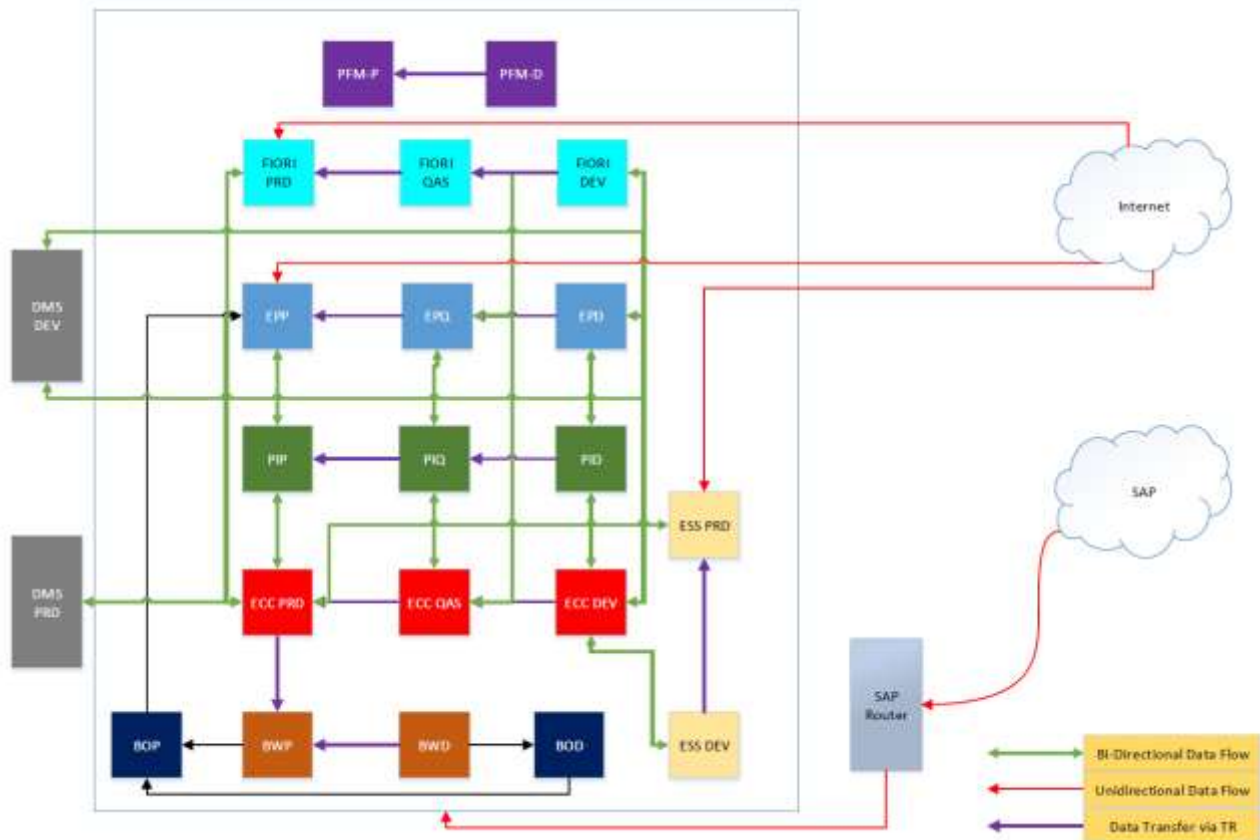 PFM-P
PFM-D
FIORI
PRD
FIORI
QAS
FIORI
DEV
Internet
DMS
DEV
EPP
EPQ
EPD
PIP
PIQ
PID
SAP
ESS PRD
DMS
PRD
ECC PRD
ECC QAS
ECC DEV
SAP
Router
BOP
BWP
BWD
BOD
ESS DEV
Bi-Directional Data Flow
Unidirectional Data Flow
Data Transfer via TR